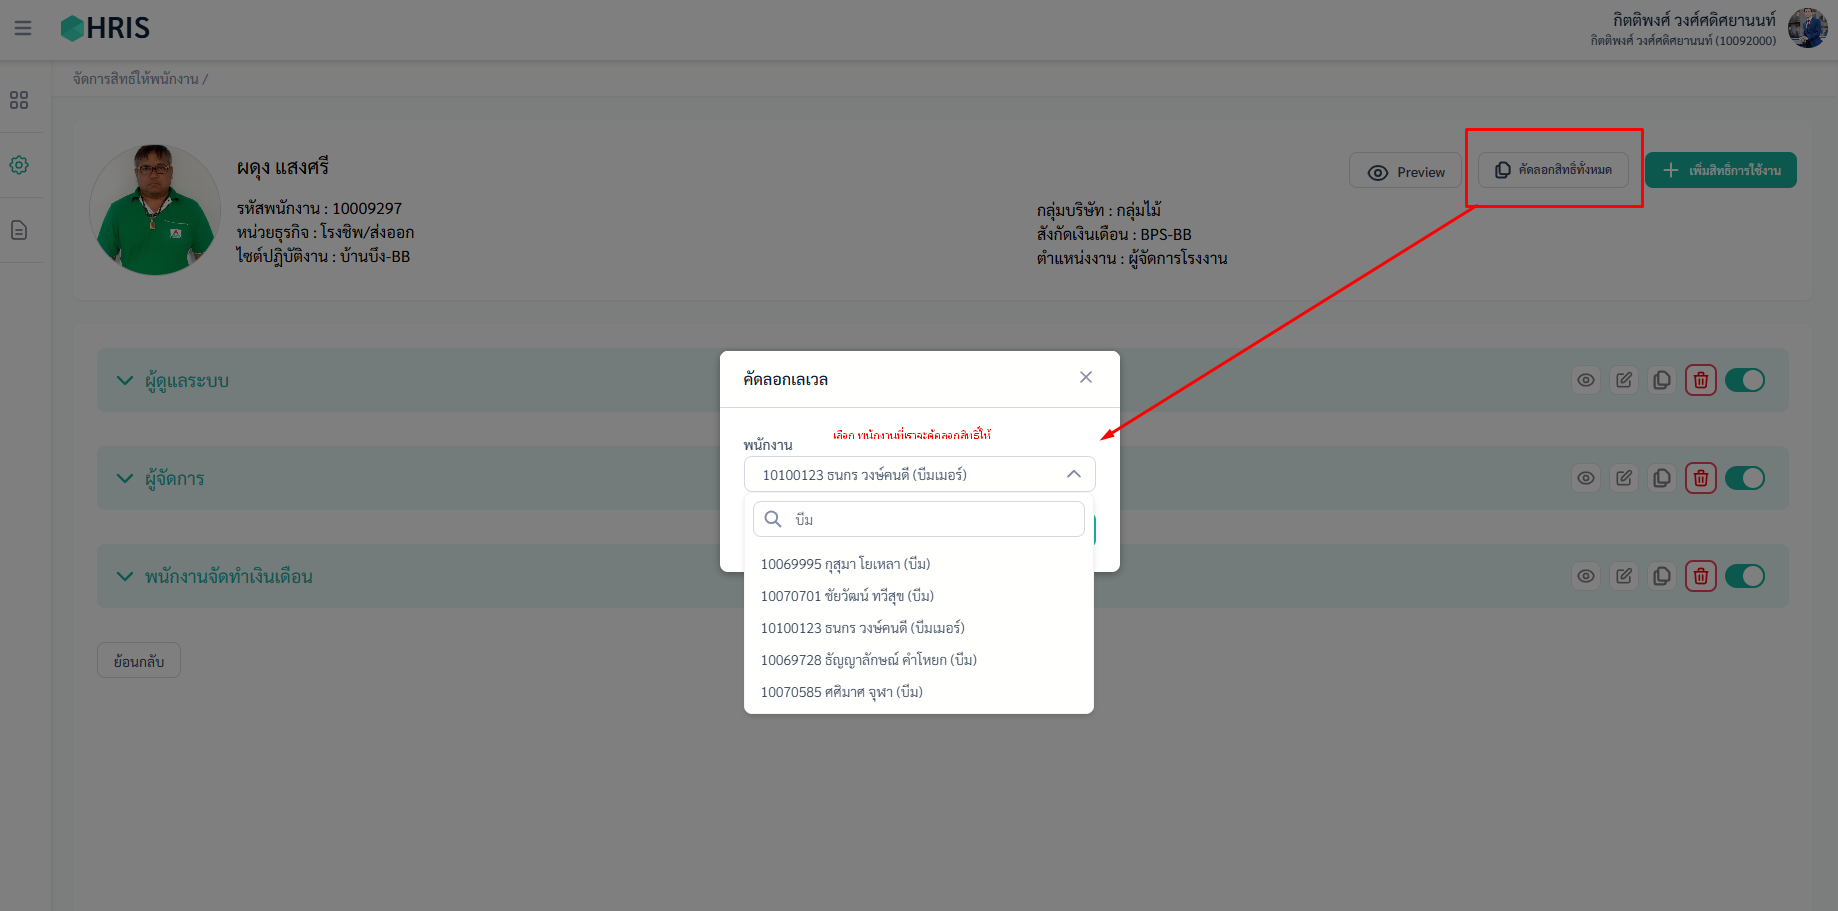 HRIS
กิตติพงศ์ วงศ์ศดิศยานนท์
กิตติพงศ์ วงศ์ศดิศยานนท์ (10092000)
จัดการสิทธิ์ให้พนักงาน /
ผดุง แสงศรี
รหัสพนักงาน : 10009297
หน่วยธุรกิจ : โรงชิพ/ส่งออก
ไซต์ปฎิบัติงาน : บ้านบึง-BB
กลุ่มบริษัท : กลุ่มไม้
สังกัดเงินเดือน : BPS-BB
ตำแหน่งงาน : ผู้จัดการโรงงาน
Preview
คัดลอกสิทธิ์ทั้งหมด
เพิ่มสิทธิ์การใช้งาน
ผู้ดูแลระบบ
ผู้จัดการ
พนักงานจัดทำเงินเดือน
ย้อนกลับ
คัดลอกเลเวล
เลือก พนักงานที่เราจะคัดลอกสิทธิ์ให้
พนักงาน
10100123 ธนกร วงษ์คนดี (บีมเมอร์)
บีม
10069995 กุสุมา โยเหลา (บีม)
10070701 ชัยวัฒน์ ทวีสุข (บีม)
10100123 ธนกร วงษ์คนดี (บีมเมอร์)
10069728 ธัญญาลักษณ์ คำโหยก (บีม)
10070585 ศศิมาศ จุฬา (บีม)